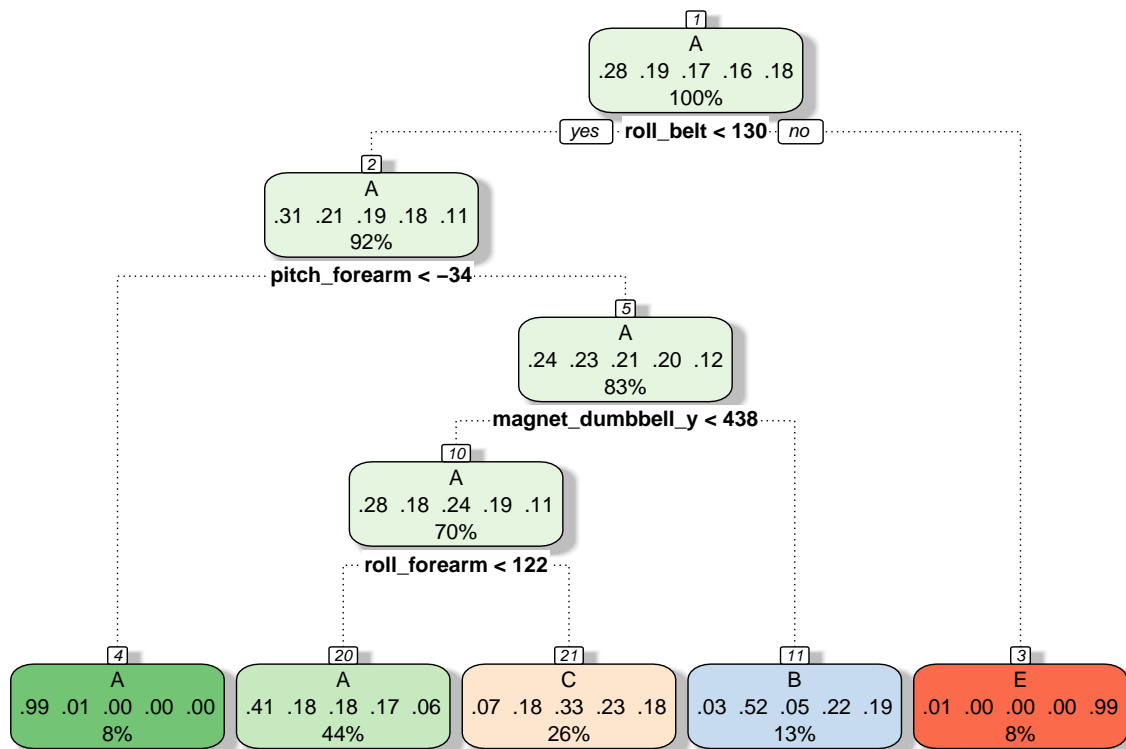 1
A
.28 .19 .17 .16 .18
100%
yes roll_belt < 130 no
2
A
.31 .21 .19 .18 .11
92%
pitch_forearm < −34
5
A
.24 .23 .21 .20 .12
83%
magnet_dumbbell_y < 438
10
A
.28 .18 .24 .19 .11
70%
roll_forearm < 122
4
A
.99 .01 .00 .00 .00
8%
20
A
.41 .18 .18 .17 .06
44%
21
C
.07 .18 .33 .23 .18
26%
11
B
.03 .52 .05 .22 .19
13%
3
E
.01 .00 .00 .00 .99
8%